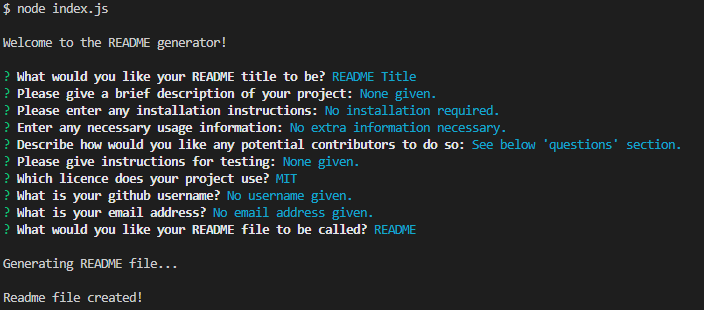 $ node index.js
Welcome to the README generator!
? What would you like your README title to be? README Title
? Please give a brief description of your project: None given.
? Please enter any installation instructions: No installation required.
? Enter any necessary usage information: No extra information necessary.
? Describe how would you like any potential contributors to do so: See below 'questions' section.
? Please give instructions for testing: None given.
? Which licence does your project use? MIT
? What is your github username? No username given.
? What is your email address? No email address given.
? What would you like your README file to be called? README
Generating README file...
Readme file created!